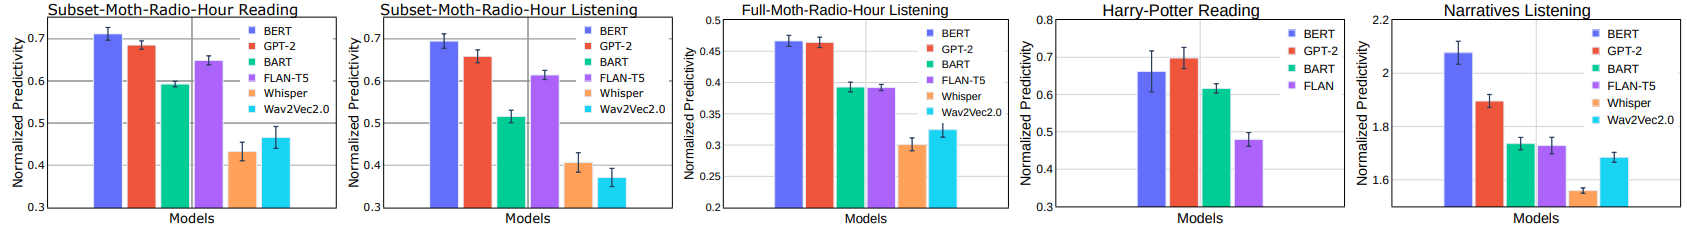 Subset-Moth-Radio-Hour Reading
Normalized Predictivity
0.7
0.6
0.5
0.4
0.3
BERT
GPT-2
BART
FLAN-T5
Whisper
Wav2Vec2.0
Models
Subset-Moth-Radio-Hour Listening
Normalized Predictivity
0.7
0.6
0.5
0.4
0.3
BERT
GPT-2
BART
FLAN-T5
Whisper
Wav2Vec2.0
Models
Full-Moth-Radio-Hour Listening
Normalized Predictivity
0.5
0.45
0.4
0.35
0.3
0.25
0.2
BERT
GPT-2
BART
FLAN-T5
Whisper
Wav2Vec2.0
Models
Harry-Potter Reading
Normalized Predictivity
0.8
0.7
0.6
0.5
0.4
0.3
BERT
GPT-2
BART
FLAN
Models
Narratives Listening
Normalized Predictivity
2.2
2
1.8
1.6
BERT
GPT-2
BART
FLAN-T5
Whisper
Wav2Vec2.0
Models